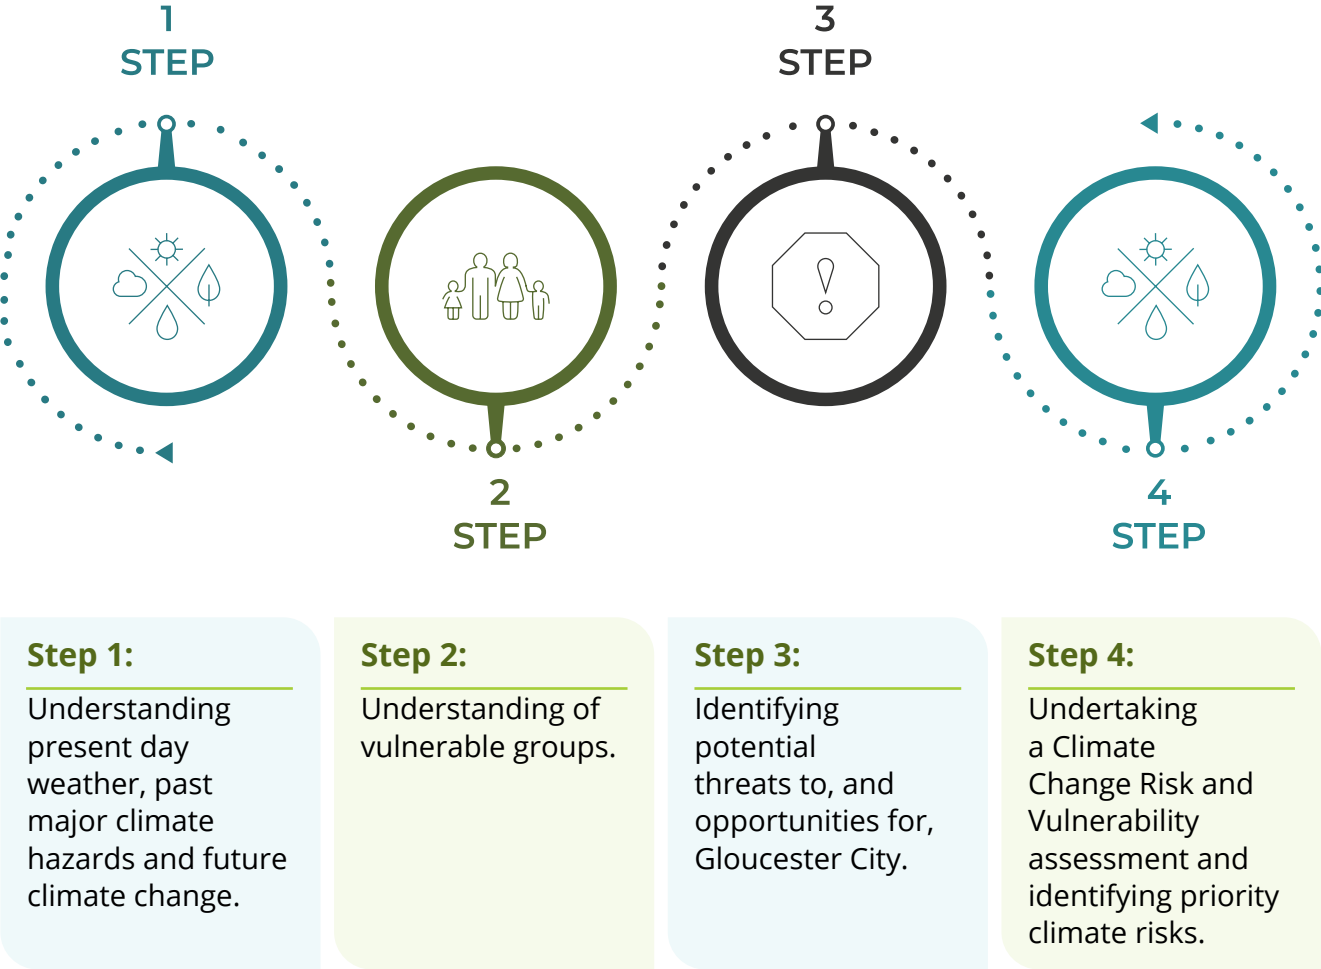 1
STEP
3
STEP
2
STEP
4
STEP
Step 1:
Understanding
present day
weather, past
major climate
hazards and future
climate change.
Step 2:
Understanding of
vulnerable groups.
Step 3:
Identifying
potential
threats to, and
opportunities for,
Gloucester City.
Step 4:
Undertaking
a Climate
Change Risk and
Vulnerability
assessment and
identifying priority
climate risks.